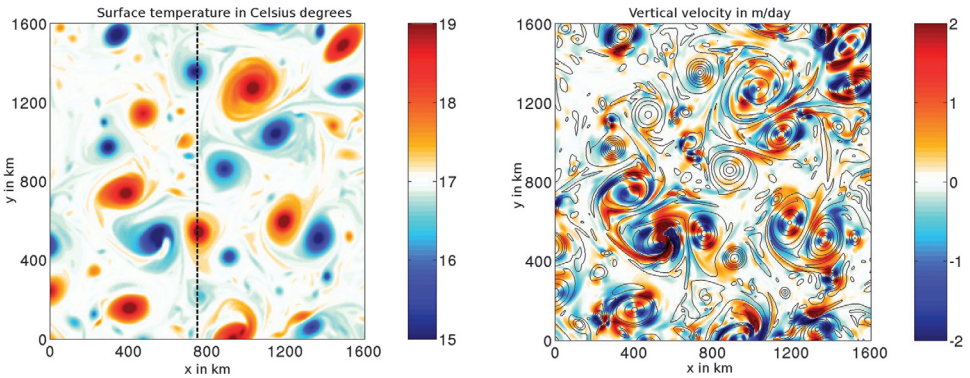 Surface temperature in Celsius degrees
1600
1200
800
400
0
y in km
0 400 800 1200 1600
x in km
19
18
17
16
15
Vertical velocity in m/day
1600
1200
800
400
0
y in km
0 400 800 1200 1600
x in km
2
1
0
-1
-2